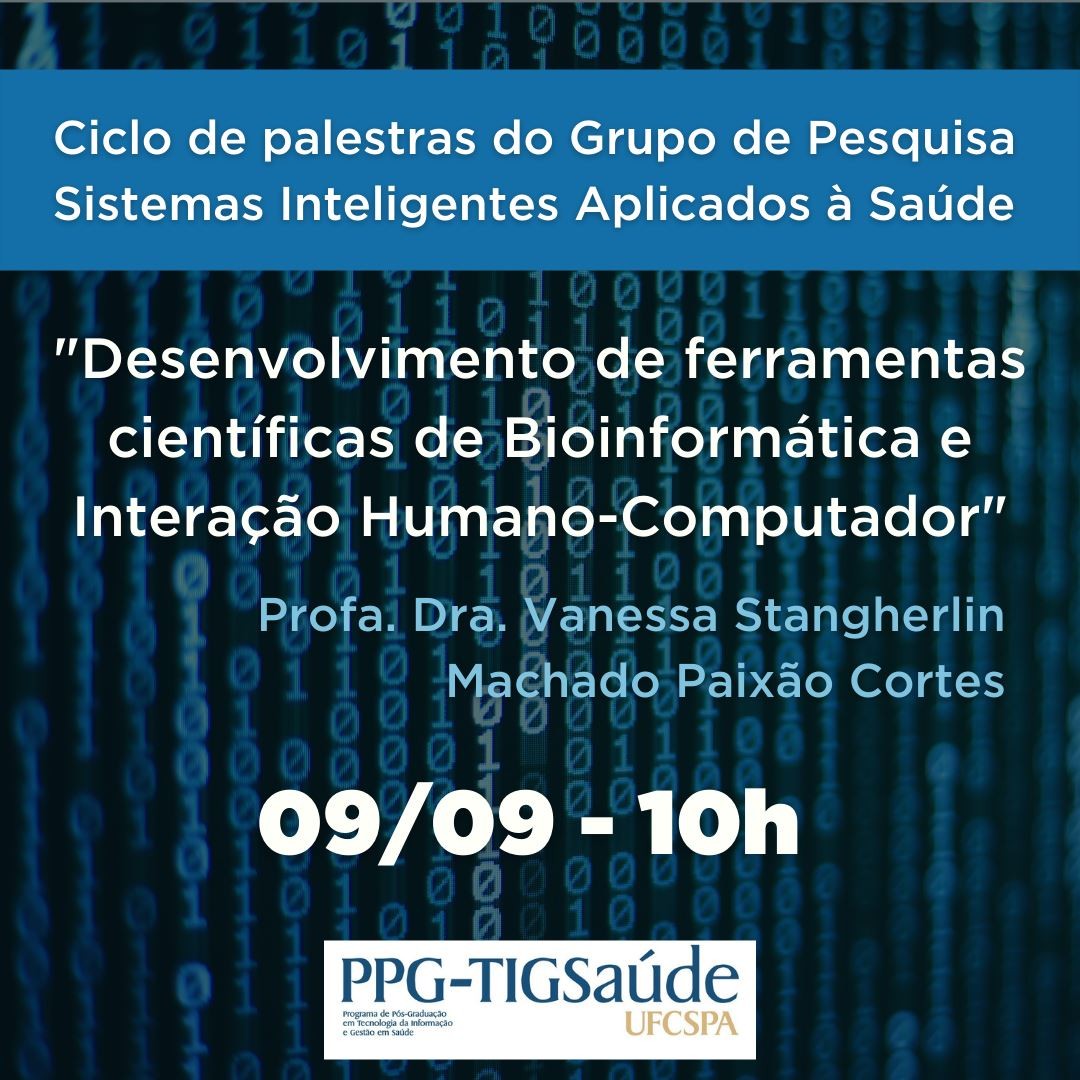 Ciclo de palestras do Grupo de Pesquisa
Sistemas Inteligentes Aplicados à Saúde
"Desenvolvimento de ferramentas
científicas de Bioinformática e
Interação Humano-Computador"
Profa. Dra. Vanessa Stangherlin
Machado Paixão Cortes
09/09 - 10h
PPG-TIGSaúde
Programa de Pós-Graduação
em Tecnologia da Informação
e Gestão em Saúde
UFCSPA